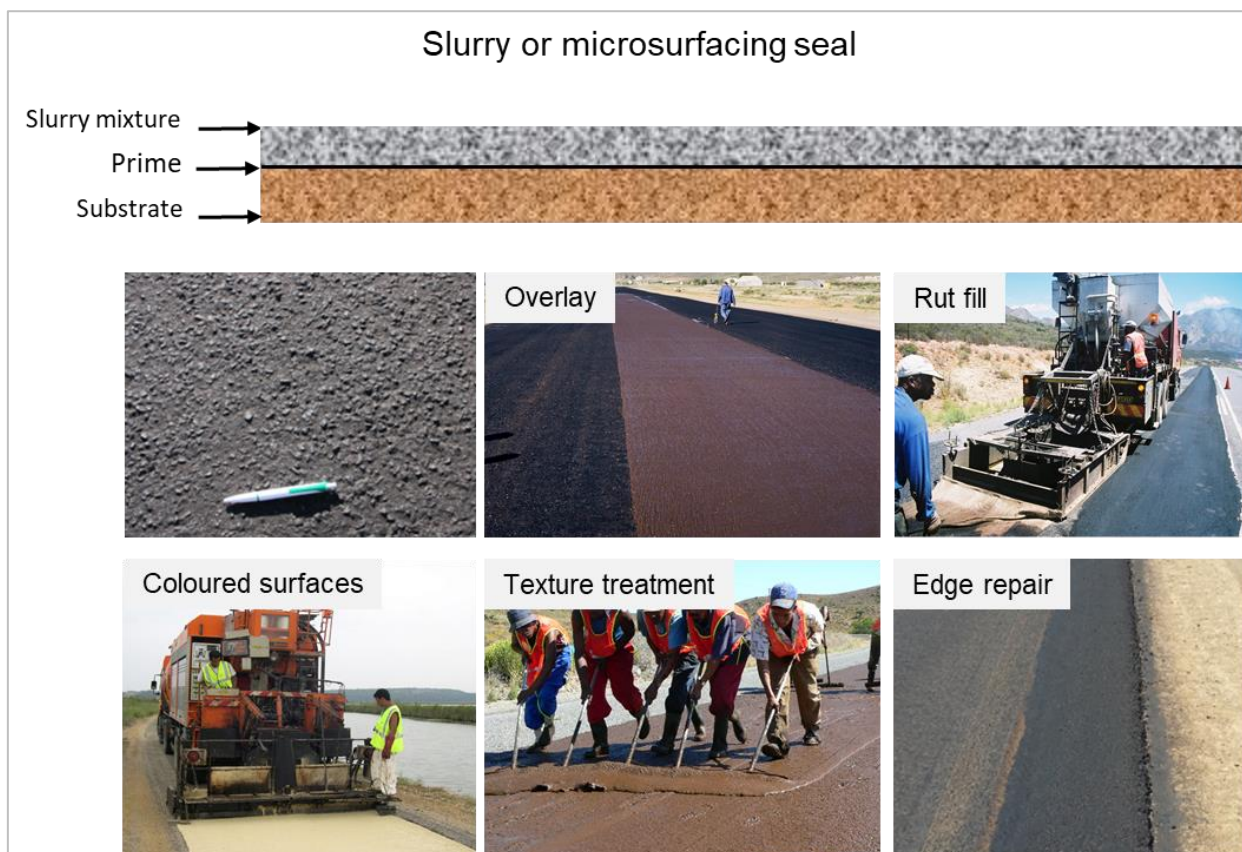 Slurry or microsurfacing seal
Slurry mixture
Prime
Substrate
Overlay
Rut fill
Coloured surfaces
Texture treatment
Edge repair